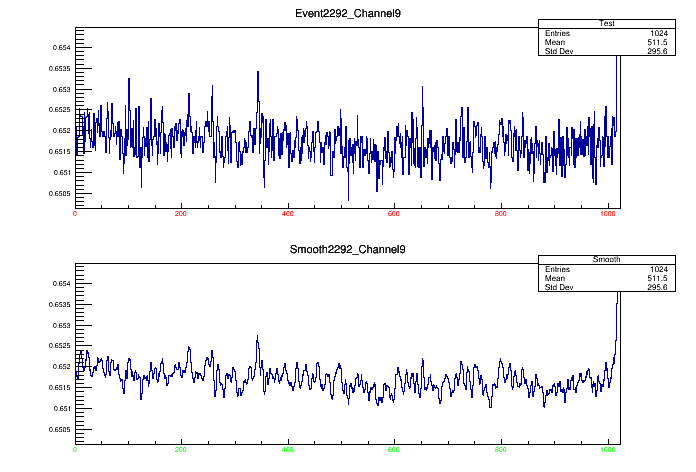 Event2292_Channel9
Test
Entries 1024
Mean 511.5
Std Dev 295.6
0.654
0.6535
0.653
0.6525
0.652
0.6515
0.651
0.6505
0 200 400 600 800 1000
Smooth2292_Channel9
Smooth
Entries 1024
Mean 511.5
Std Dev 295.6
0.654
0.6535
0.653
0.6525
0.652
0.6515
0.651
0.6505
0 200 400 600 800 1000